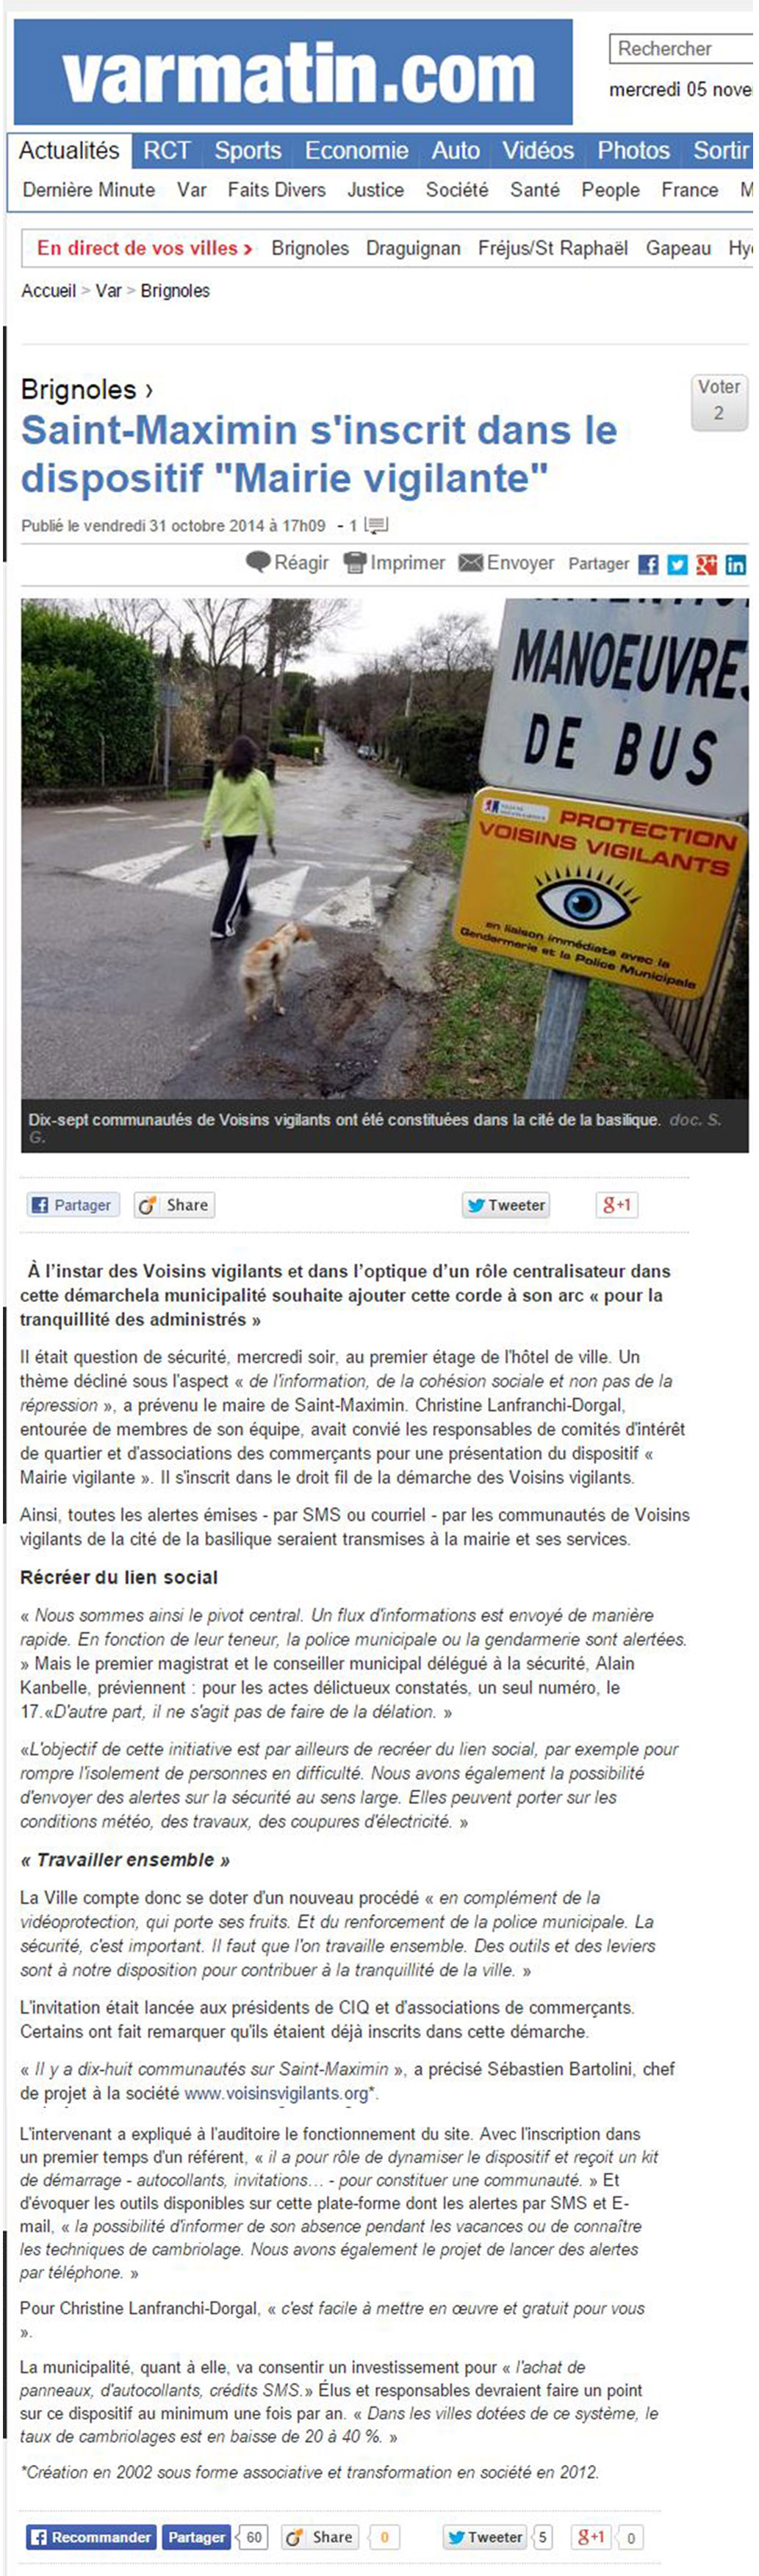 varmatin.com
Rechercher
mercredi 05 nove
Actualités RCT Sports Economie Auto Vidéos Photos Sortir
Dernière Minute Var Faits Divers Justice Société Santé People France M
En direct de vos villes > Brignoles Draguignan Fréjus/St Raphaël Gapeau Hy
Accueil > Var > Brignoles
Brignoles ›
Voter
2
Saint-Maximin s'inscrit dans le
dispositif "Mairie vigilante"
Publié le vendredi 31 octobre 2014 à 17h09 - 1
Réagir Imprimer Envoyer Partager
MANOEUVRE
DE BUS
PROTECTION
VOISINS VIGILANTS
en liaison immédiate avec la
Gendarmerie et la Police Municipale
Dix-sept communautés de Voisins vigilants ont été constituées dans la cité de la basilique. doc. S.
G.
Partager Share Tweeter g+1
À l'instar des Voisins vigilants et dans l'optique d'un rôle centralisateur dans
cette démarchela municipalité souhaite ajouter cette corde à son arc « pour la
tranquillité des administrés »
Il était question de sécurité, mercredi soir, au premier étage de l'hôtel de ville. Un
thème décliné sous l'aspect « de l'information, de la cohésion sociale et non pas de la
répression », a prévenu le maire de Saint-Maximin. Christine Lanfranchi-Dorgal,
entourée de membres de son équipe, avait convié les responsables de comités d'intérêt
de quartier et d'associations des commerçants pour une présentation du dispositif «
Mairie vigilante ». Il s'inscrit dans le droit fil de la démarche des Voisins vigilants.
Ainsi, toutes les alertes émises - par SMS ou courriel - par les communautés de Voisins
vigilants de la cité de la basilique seraient transmises à la mairie et ses services.
Récréer du lien social
« Nous sommes ainsi le pivot central. Un flux d'informations est envoyé de manière
rapide. En fonction de leur teneur, la police municipale ou la gendarmerie sont alertées.
» Mais le premier magistrat et le conseiller municipal délégué à la sécurité, Alain
Kanbelle, préviennent : pour les actes délictueux constatés, un seul numéro, le
17.«D'autre part, il ne s'agit pas de faire de la délation. »
«L'objectif de cette initiative est par ailleurs de recréer du lien social, par exemple pour
rompre l'isolement de personnes en difficulté. Nous avons également la possibilité
d'envoyer des alertes sur la sécurité au sens large. Elles peuvent porter sur les
conditions météo, des travaux, des coupures d'électricité. »
« Travailler ensemble »
La Ville compte donc se doter d'un nouveau procédé « en complément de la
vidéoprotection, qui porte ses fruits. Et du renforcement de la police municipale. La
sécurité, c'est important. Il faut que l'on travaille ensemble. Des outils et des leviers
sont à notre disposition pour contribuer à la tranquillité de la ville. »
L'invitation était lancée aux présidents de CIQ et d'associations de commerçants.
Certains ont fait remarquer qu'ils étaient déjà inscrits dans cette démarche.
« Il y a dix-huit communautés sur Saint-Maximin », a précisé Sébastien Bartolini, chef
de projet à la société www.voisinsvigilants.org*.
L'intervenant a expliqué à l'auditoire le fonctionnement du site. Avec l'inscription dans
un premier temps d'un référent, « il a pour rôle de dynamiser le dispositif et reçoit un kit
de démarrage - autocollants, invitations… - pour constituer une communauté. » Et
d'évoquer les outils disponibles sur cette plate-forme dont les alertes par SMS et E-
mail, « la possibilité d'informer de son absence pendant les vacances ou de connaître
les techniques de cambriolage. Nous avons également le projet de lancer des alertes
par téléphone. »
Pour Christine Lanfranchi-Dorgal, « c'est facile à mettre en œuvre et gratuit pour vous
».
La municipalité, quant à elle, va consentir un investissement pour « l'achat de
panneaux, d'autocollants, crédits SMS.» Élus et responsables devraient faire un point
sur ce dispositif au minimum une fois par an. « Dans les villes dotées de ce système, le
taux de cambriolages est en baisse de 20 à 40 %. »
*Création en 2002 sous forme associative et transformation en société en 2012.
Recommander Partager 60 Share 0 Tweeter 5 g+1 0